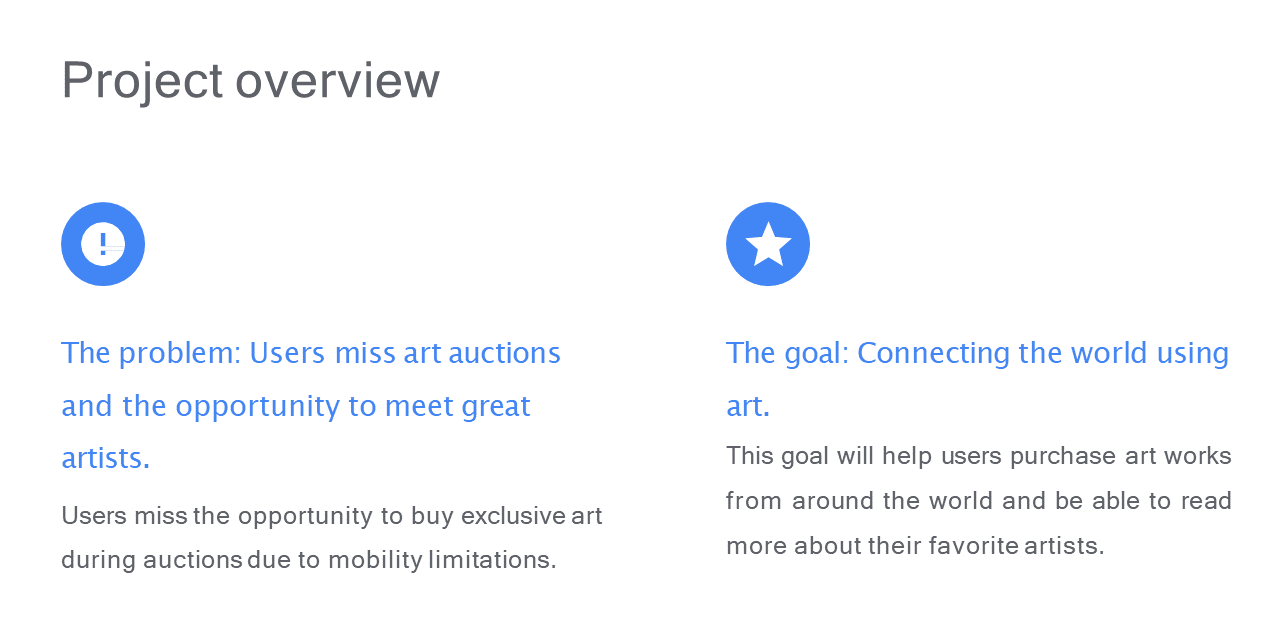 Project overview
The problem: Users miss art auctions
and the opportunity to meet great
artists.
Users miss the opportunity to buy exclusive art
during auctions due to mobility limitations.
The goal: Connecting the world using
art.
This goal will help users purchase art works
from around the world and be able to read
more about their favorite artists.